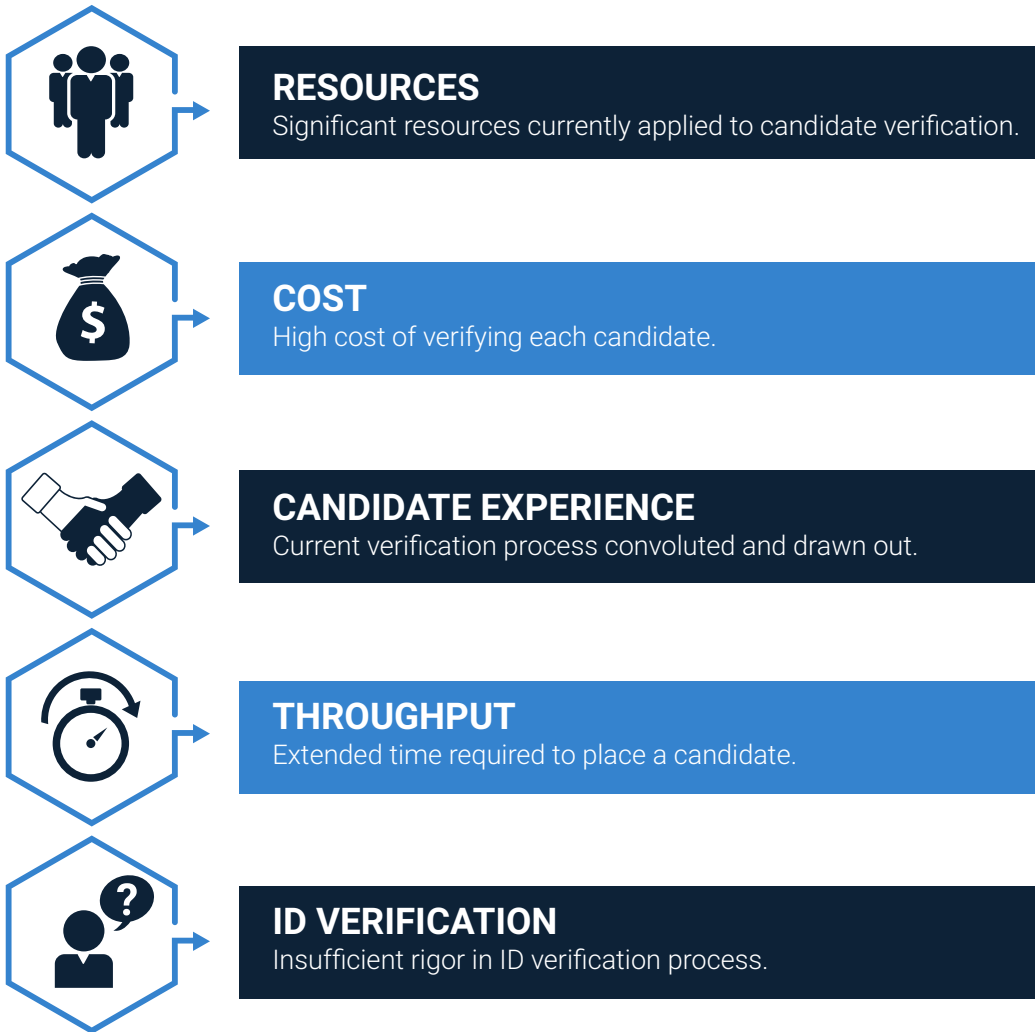 RESOURCES
Significant resources currently applied to candidate verification.
$
COST
High cost of verifying each candidate.
CANDIDATE EXPERIENCE
Current verification process convoluted and drawn out.
THROUGHPUT
Extended time required to place a candidate.
?
ID VERIFICATION
Insufficient rigor in ID verification process.